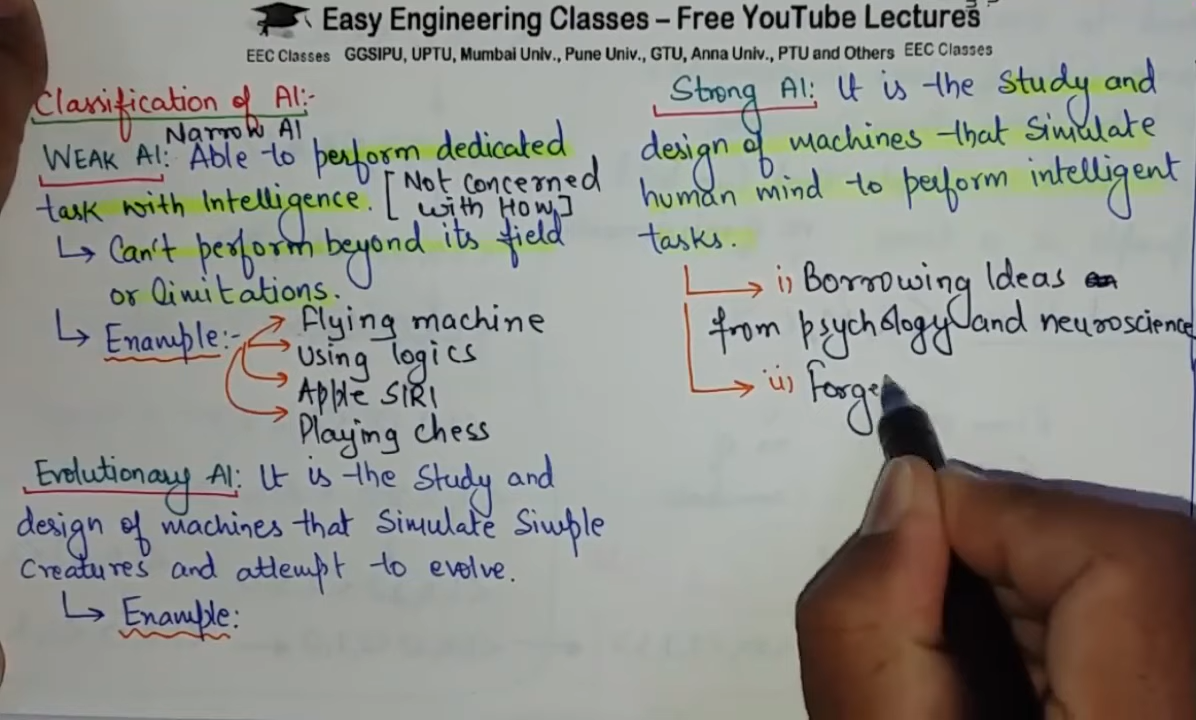 Easy Engineering Classes – Free YouTube Lectures
EEC Classes GGSIPU, UPTU, Mumbai Univ., Pune Univ., GTU, Anna Univ., PTU and Others EEC Classes
Classification of AI:-
Narrow AI
WEAK AI: Able to perform dedicated
task with Intelligence. [Not concerned
with HOW]
↳ Can't perform beyond its field
or limitations.
↳ Example:- Flying machine
Using logics
Apple SIRI
Playing chess
Evolutionary AI: It is the study and
design of machines that simulate simple
creatures and attempt to evolve.
↳ Example:
Strong AI: It is the study and
design of machines that simulate
human mind to perform intelligent
tasks.
i) Borrowing Ideas
from psychology and neuroscience
ii) Forge